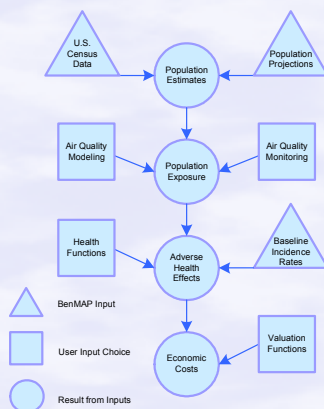 U.S.
Census
Data
Population
Estimates
Population
Projections
Air Quality
Modeling
Population
Exposure
Air Quality
Monitoring
Health
Functions
Adverse
Health
Effects
Baseline
Incidence
Rates
BenMAP Input
User Input Choice
Economic
Costs
Valuation
Functions
Result from Inputs